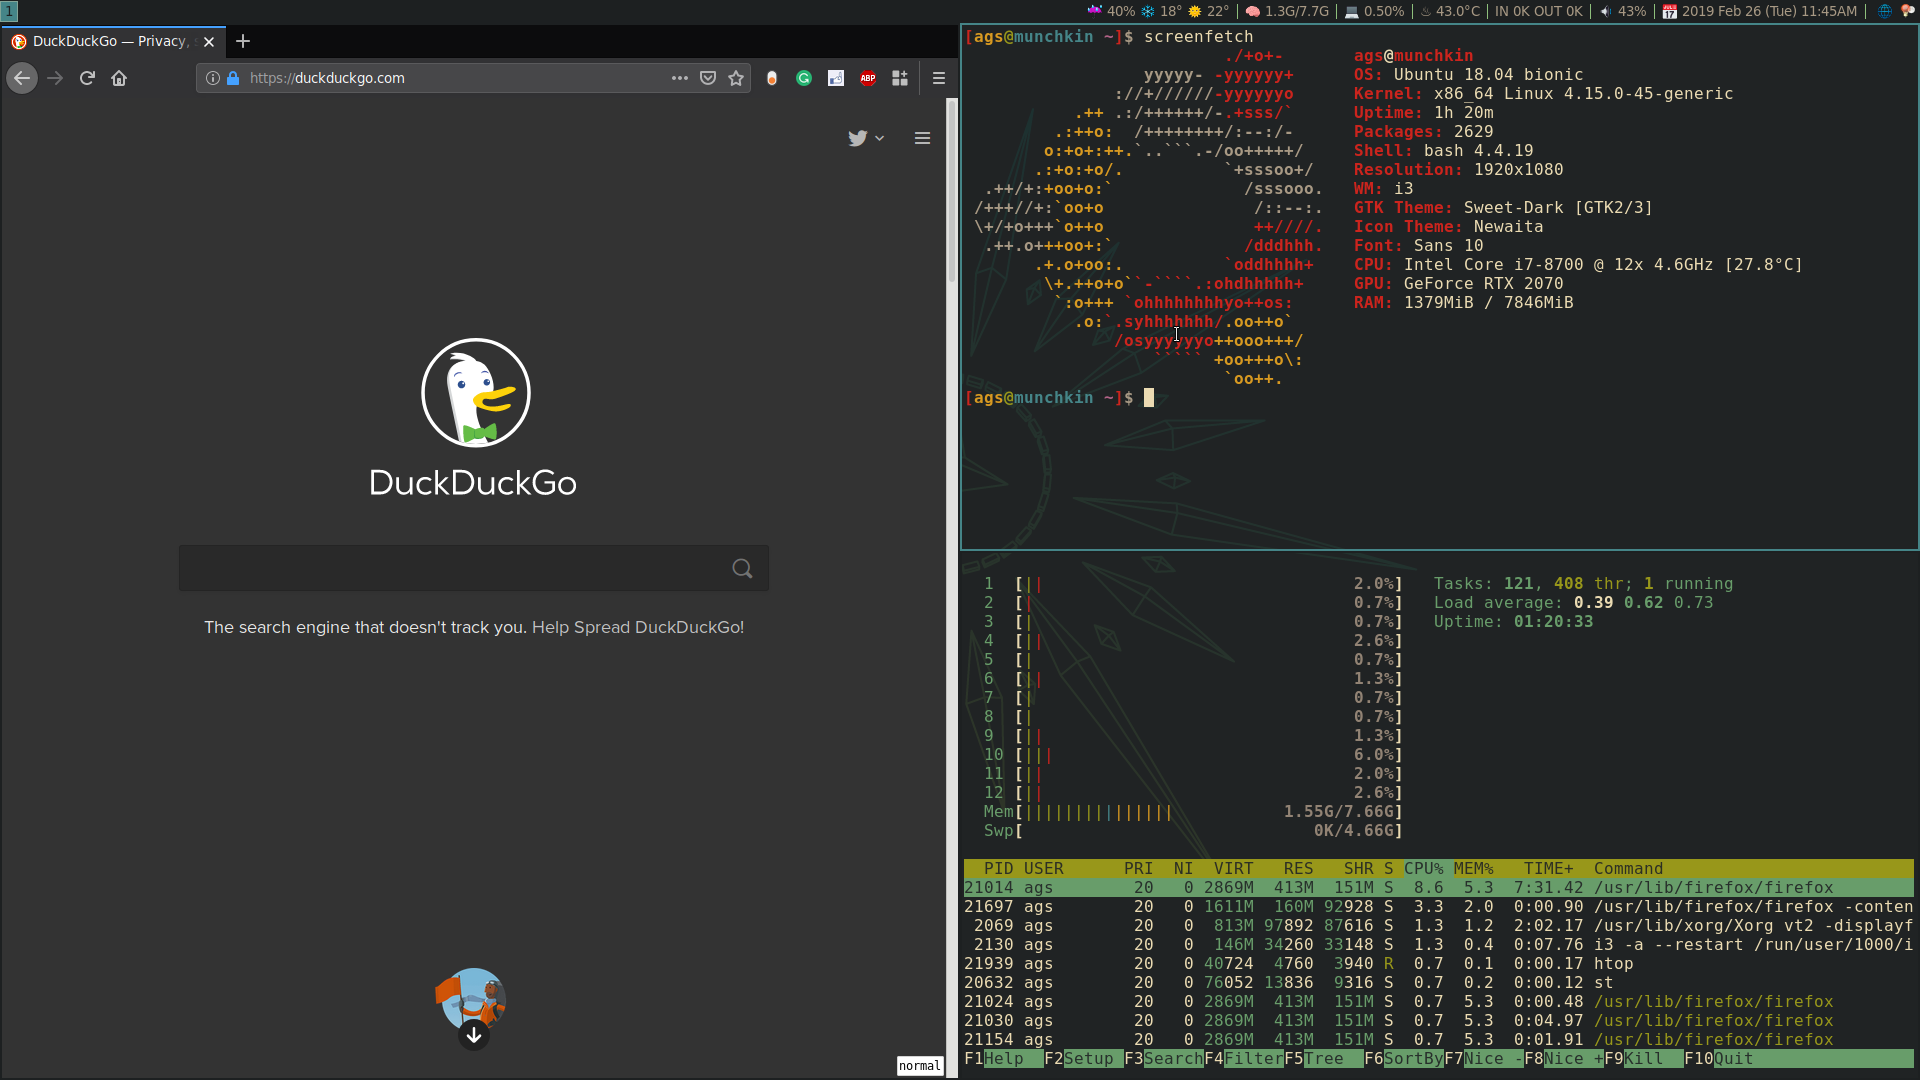 1
40% 18° 22° | 1.3G/7.7G | 0.50% | 43.0°C | IN 0K OUT 0K | 43% | 2019 Feb 26 (Tue) 11:45AM |
DuckDuckGo — Privacy,
https://duckduckgo.com
ABP
DuckDuckGo
The search engine that doesn't track you. Help Spread DuckDuckGo!
normal
[ags@munchkin ~]$ screenfetch
ags@munchkin
OS: Ubuntu 18.04 bionic
Kernel: x86_64 Linux 4.15.0-45-generic
Uptime: 1h 20m
Packages: 2629
Shell: bash 4.4.19
Resolution: 1920x1080
WM: i3
GTK Theme: Sweet-Dark [GTK2/3]
Icon Theme: Newaita
Font: Sans 10
CPU: Intel Core i7-8700 @ 12x 4.6GHz [27.8°C]
GPU: GeForce RTX 2070
RAM: 1379MiB / 7846MiB
[ags@munchkin ~]$
1 [|| 2.0%] Tasks: 121, 408 thr; 1 running
2 [| 0.7%] Load average: 0.39 0.62 0.73
3 [| 0.7%] Uptime: 01:20:33
4 [|| 2.6%]
5 [| 0.7%]
6 [|| 1.3%]
7 [| 0.7%]
8 [| 0.7%]
9 [|| 1.3%]
10 [||| 6.0%]
11 [|| 2.0%]
12 [|| 2.6%]
Mem[||||||||||||||| 1.55G/7.66G]
Swp[ 0K/4.66G]
PID USER PRI NI VIRT RES SHR S CPU% MEM% TIME+ Command
21014 ags 20 0 2869M 413M 151M S 8.6 5.3 7:31.42 /usr/lib/firefox/firefox
21697 ags 20 0 1611M 160M 92928 S 3.3 2.0 0:00.90 /usr/lib/firefox/firefox -conten
2069 ags 20 0 813M 97892 87616 S 1.3 1.2 2:02.17 /usr/lib/xorg/Xorg vt2 -displayf
2130 ags 20 0 146M 34260 33148 S 1.3 0.4 0:07.76 i3 -a --restart /run/user/1000/i
21939 ags 20 0 40724 4760 3940 R 0.7 0.1 0:00.17 htop
20632 ags 20 0 76052 13836 9316 S 0.7 0.2 0:00.12 st
21024 ags 20 0 2869M 413M 151M S 0.7 5.3 0:00.48 /usr/lib/firefox/firefox
21030 ags 20 0 2869M 413M 151M S 0.7 5.3 0:04.97 /usr/lib/firefox/firefox
21154 ags 20 0 2869M 413M 151M S 0.7 5.3 0:01.91 /usr/lib/firefox/firefox
F1Help F2Setup F3SearchF4FilterF5Tree F6SortByF7Nice -F8Nice +F9Kill F10Quit